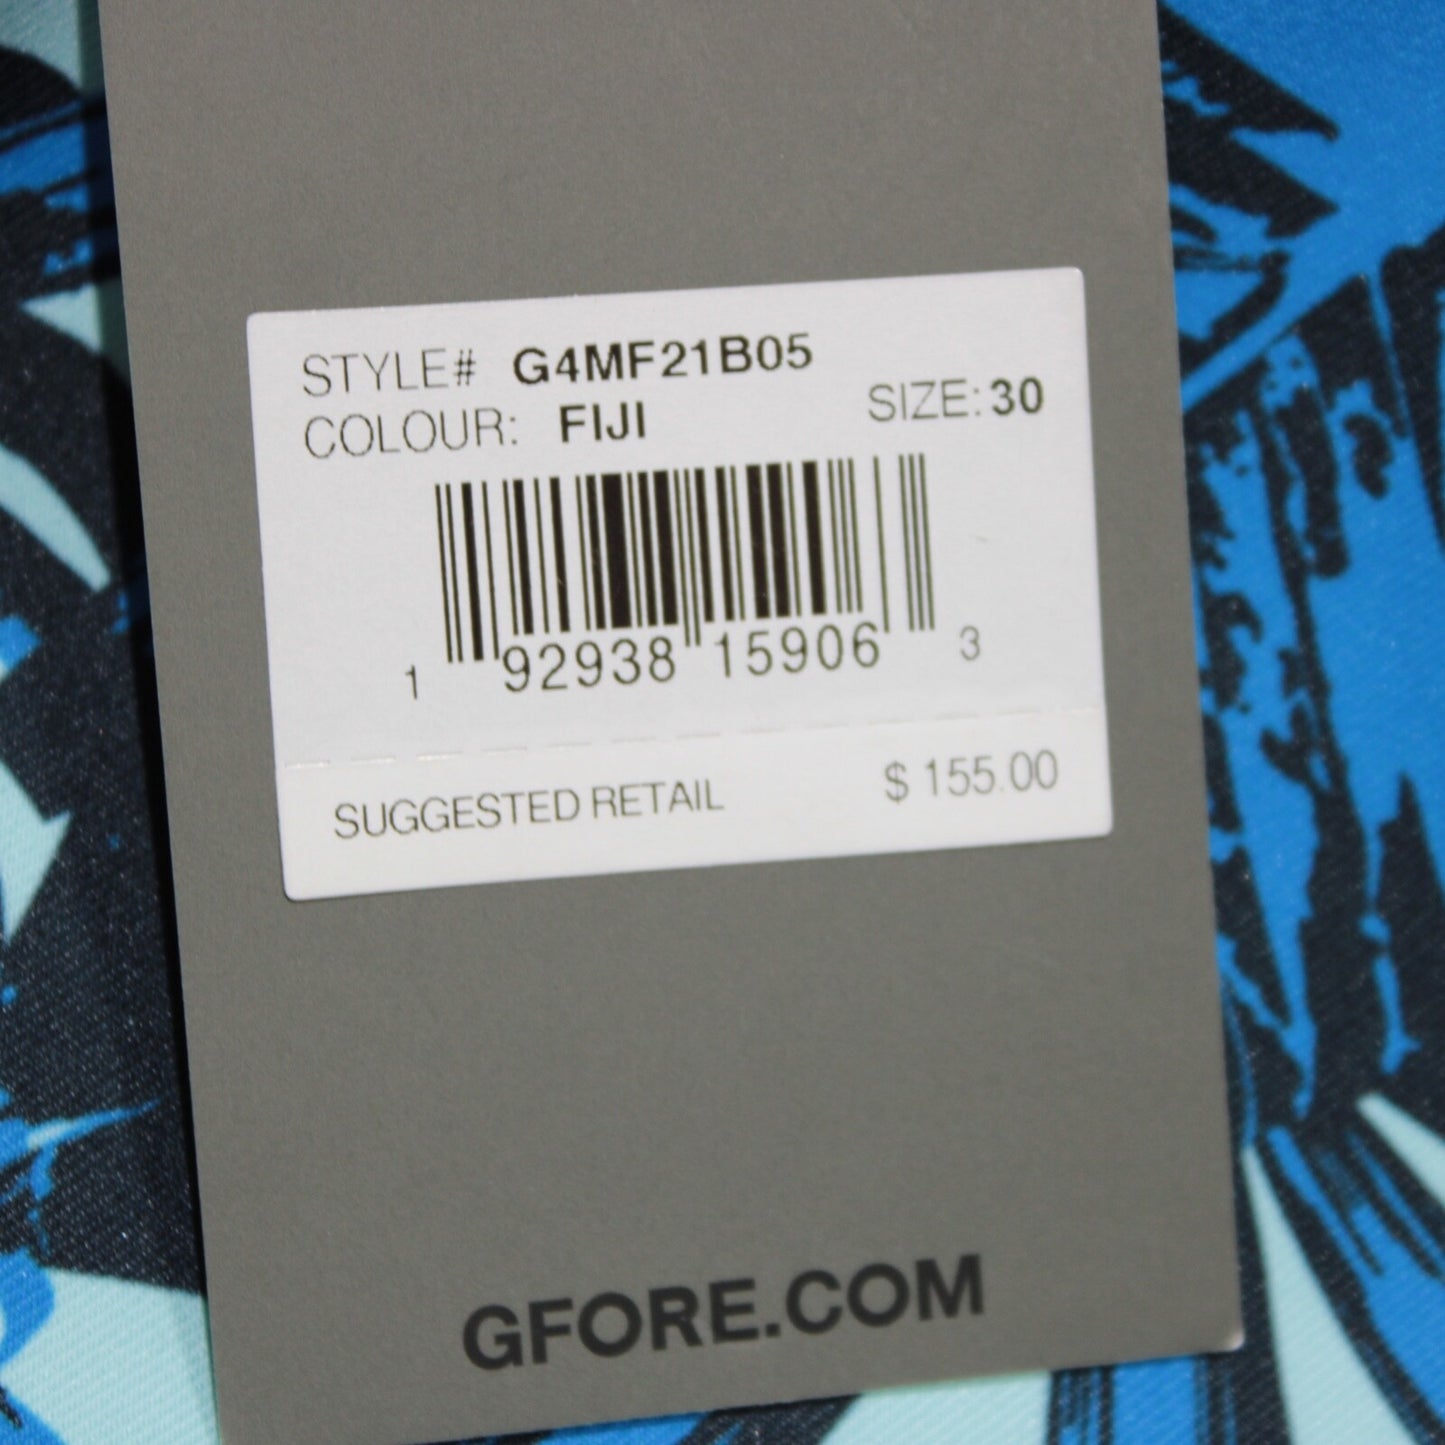 STYLE# G4MF21B05
COLOUR: FIJI SIZE: 30
1 92938 15906 3
SUGGESTED RETAIL $ 155.00
GFORE.COM